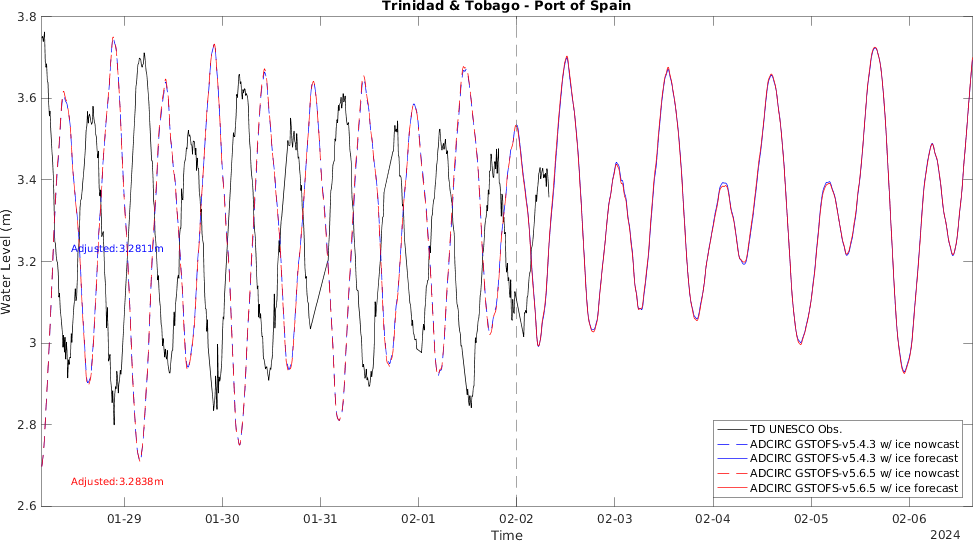 Trinidad & Tobago - Port of Spain
3.8
3.6
3.4
3.2
3
2.8
2.6
Water Level (m)
Adjusted:3.2811m
Adjusted:3.2838m
TD UNESCO Obs.
ADCIRC GSTOFS-v5.4.3 w/ ice nowcast
ADCIRC GSTOFS-v5.4.3 w/ ice forecast
ADCIRC GSTOFS-v5.6.5 w/ ice nowcast
ADCIRC GSTOFS-v5.6.5 w/ ice forecast
01-29 01-30 01-31 02-01 02-02 02-03 02-04 02-05 02-06
Time
2024